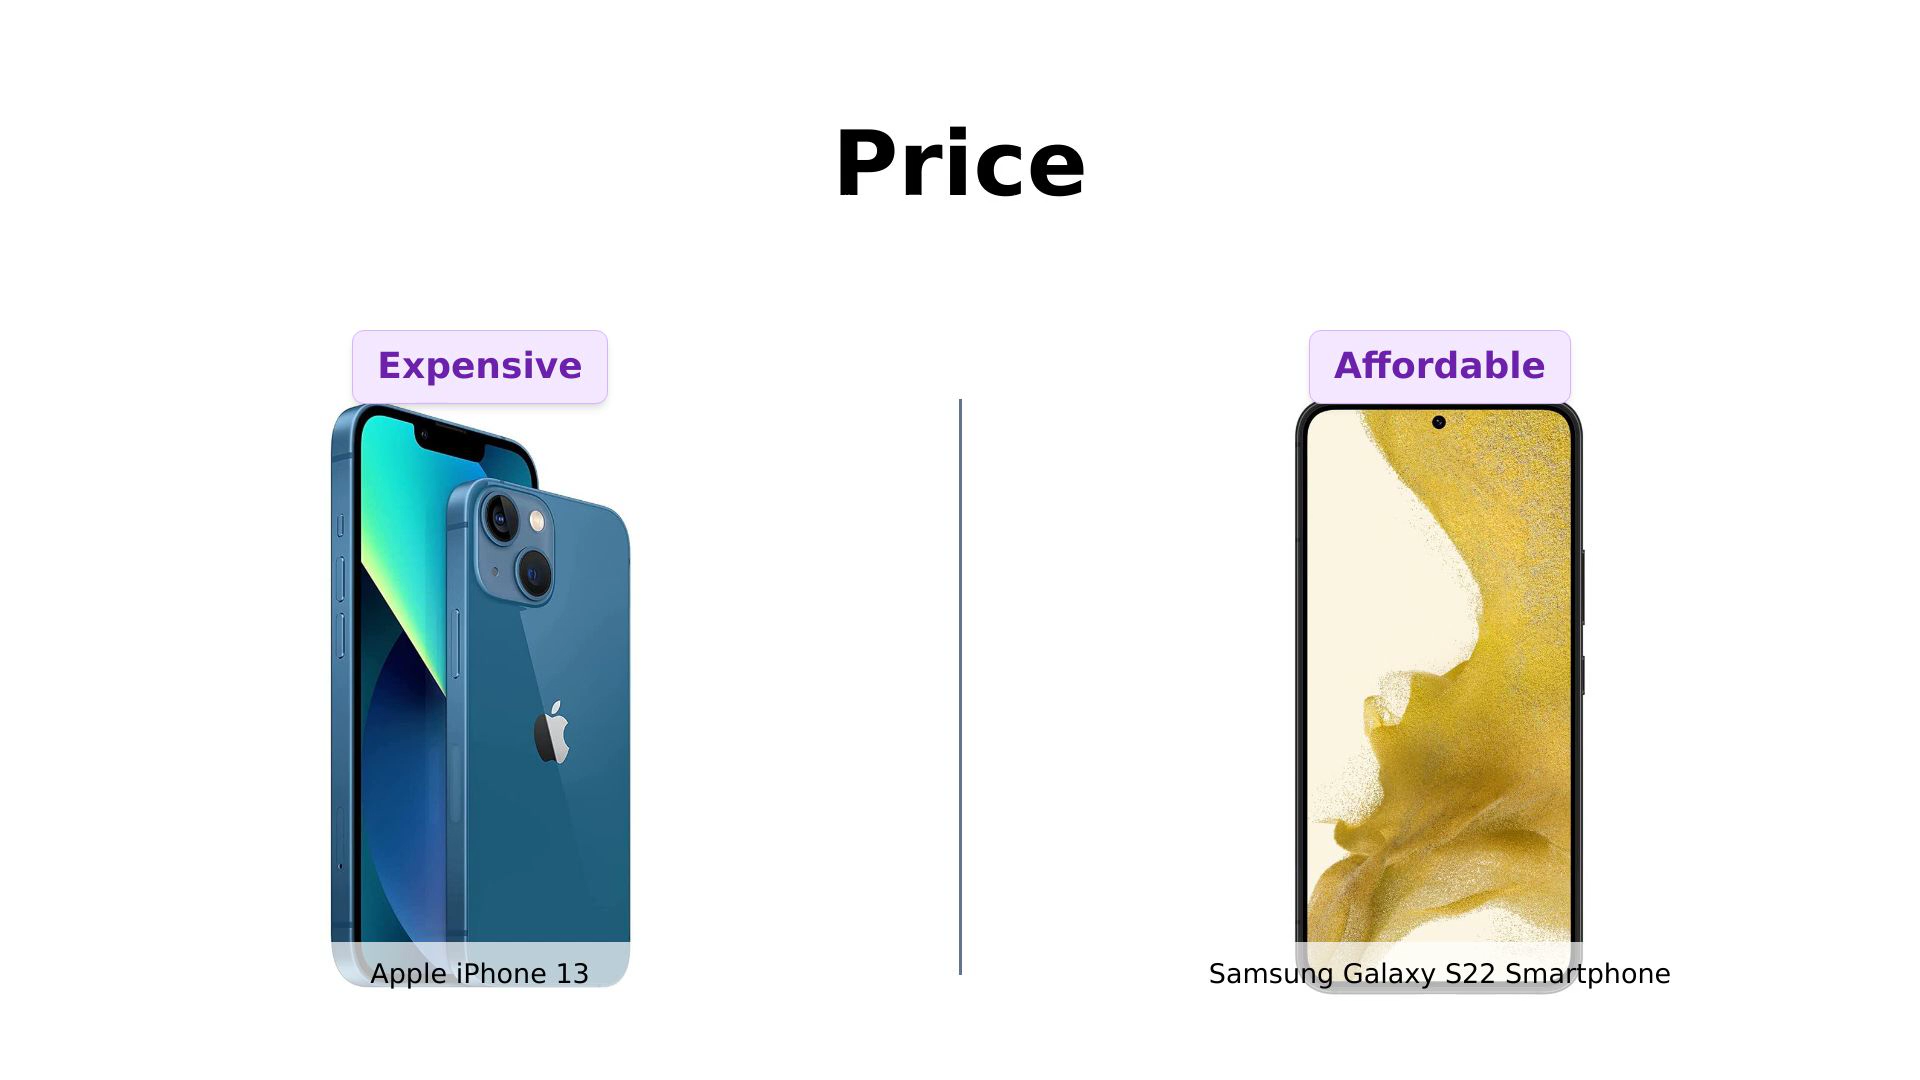 Price
Expensive
Affordable
Apple iPhone 13
Samsung Galaxy S22 Smartphone